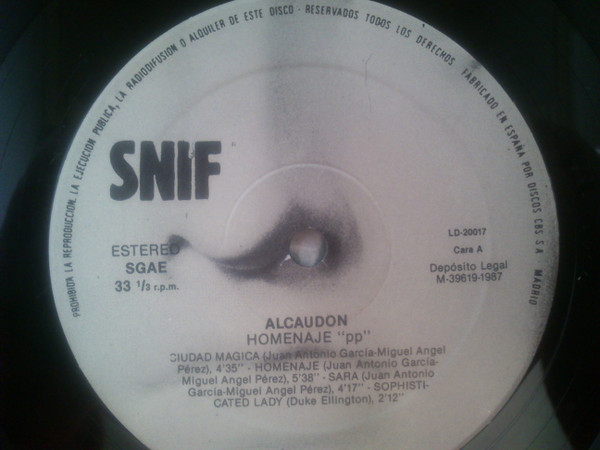 PROHIBIDA LA REPRODUCCION, LA EJECUCION PUBLICA, LA RADIODIFUSION O ALQUILER DE ESTE DISCO - RESERVADOS TODOS LOS DERECHOS - FABRICADO EN ESPAÑA POR DISCOS CBS S.A. MADRID
SNIF
ESTEREO
SGAE
33 1/3 r.p.m.
LD-20017
Cara A
Depósito Legal
M-39619-1987
ALCAUDON
HOMENAJE "pp"
CIUDAD MAGICA (Juan Antonio García-Miguel Angel
Pérez), 4'35" - HOMENAJE (Juan Antonio García-
Miguel Angel Pérez), 5'38" - SARA (Juan Antonio
García-Miguel Angel Pérez), 4'17" - SOPHISTI-
CATED LADY (Duke Ellington), 2'12"